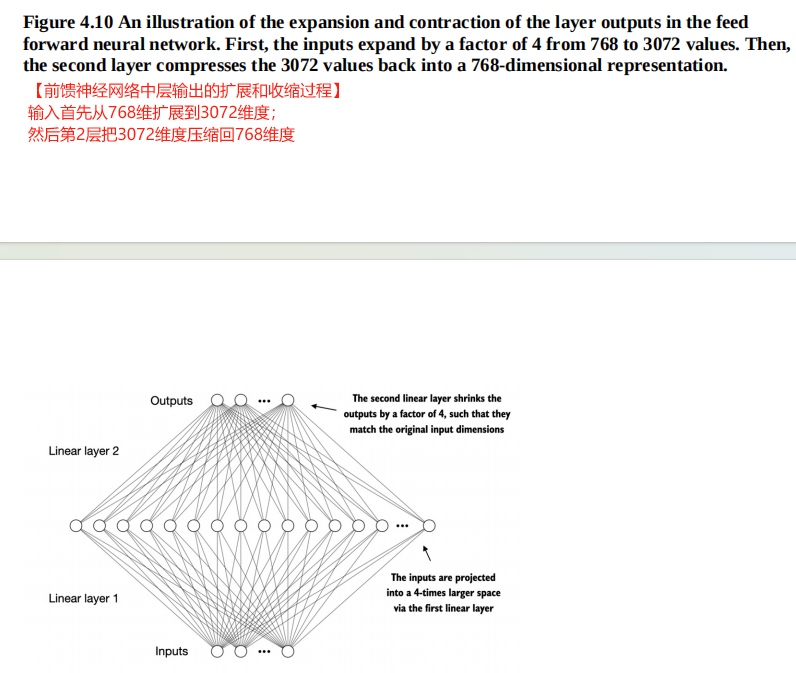 Figure 4.10 An illustration of the expansion and contraction of the layer outputs in the feed
forward neural network. First, the inputs expand by a factor of 4 from 768 to 3072 values. Then,
the second layer compresses the 3072 values back into a 768-dimensional representation.
【前馈神经网络中层输出的扩展和收缩过程】
输入首先从768维扩展到3072维度；
然后第2层把3072维度压缩回768维度
Outputs
The second linear layer shrinks the
outputs by a factor of 4, such that they
match the original input dimensions
Linear layer 2
The inputs are projected
into a 4-times larger space
via the first linear layer
Linear layer 1
Inputs